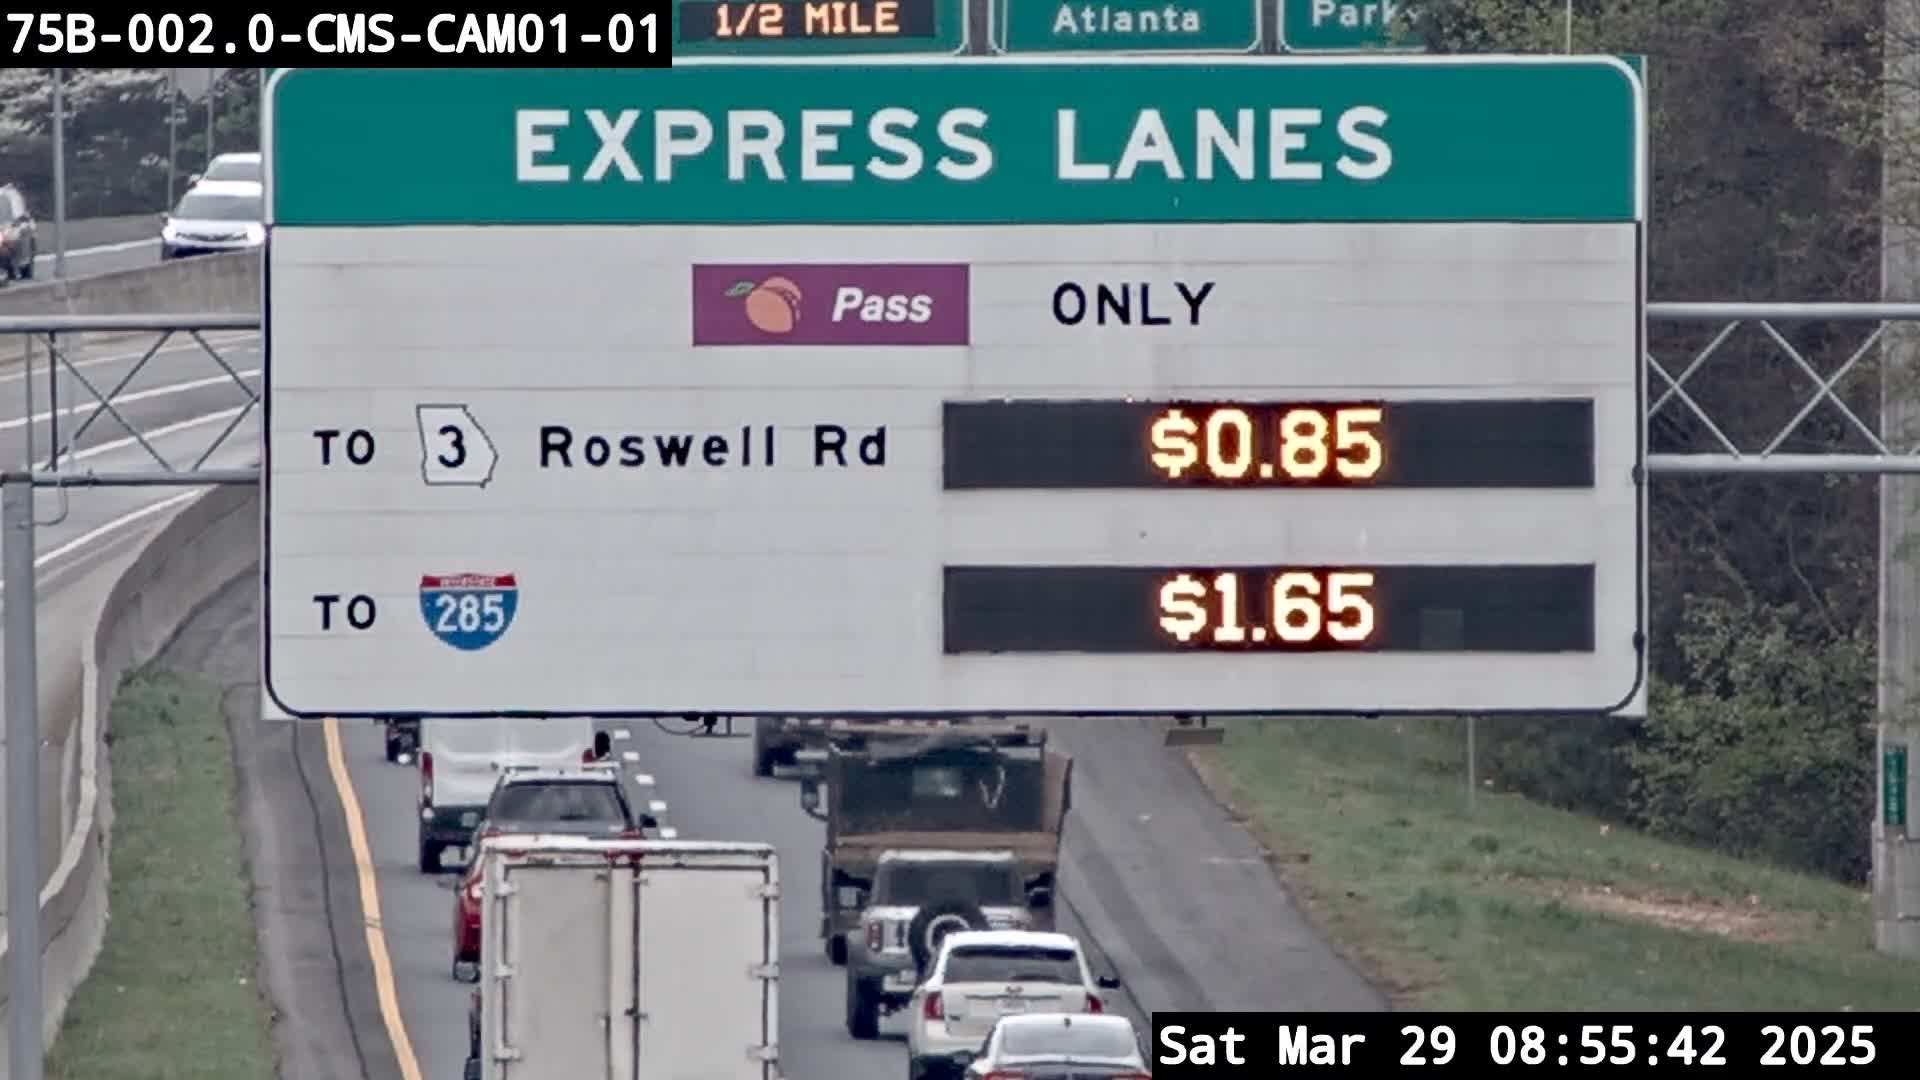 75B-002.0-CMS-CAM01-01
1/2 MILE
Atlanta
EXPRESS LANES
Pass ONLY
TO 3 Roswell Rd $0.85
TO 285 $1.65
Sat Mar 29 08:55:42 2025